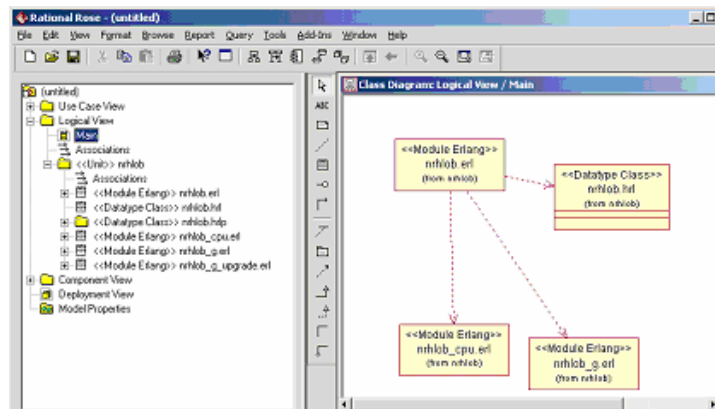 Rational Rose - (untitled)
File Edit View Format Browse Report Query Tools Add-Ins Window Help
(untitled)
Use Case View
Logical View
Main
Associations
<<Unit>> nrhlob
Associations
<<Module Erlang>> nrhlob.erl
<<Datatype Class>> nrhlob.hrl
<<Datatype Class>> nrhlob.hdp
<<Module Erlang>> nrhlob_cpu.erl
<<Module Erlang>> nrhlob_g.erl
<<Module Erlang>> nrhlob_g_upgrade.erl
Component View
Deployment View
Model Properties
ABC
Class Diagram: Logical View / Main
<<Module Erlang>>
nrhlob.erl
(from nrhlob)
<<Datatype Class>>
nrhlob.hrl
(from nrhlob)
<<Module Erlang>>
nrhlob_cpu.erl
(from nrhlob)
<<Module Erlang>>
nrhlob_g.erl
(from nrhlob)